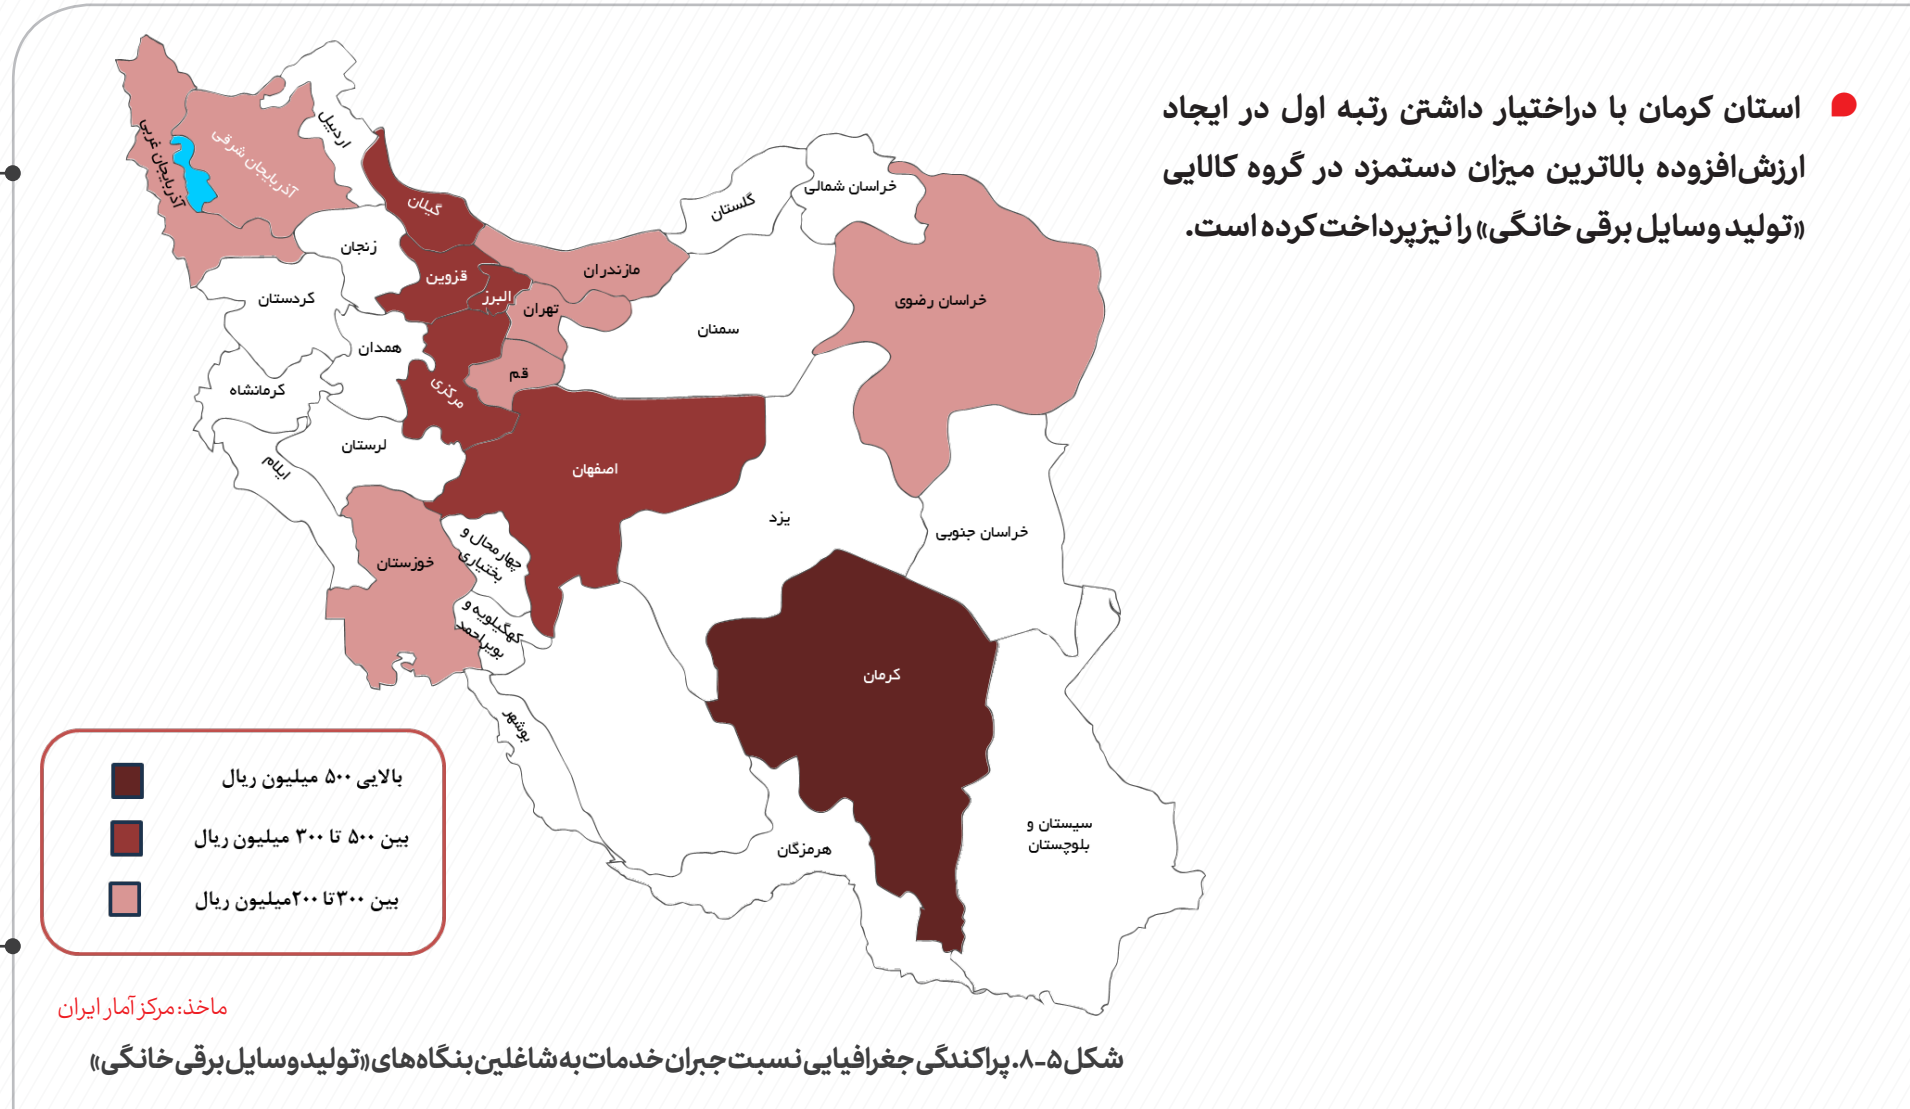 استان کرمان با دراختیار داشتن رتبه اول در ایجاد
ارزش‌افزوده بالاترین میزان دستمزد در گروه کالایی
«تولید وسایل برقی خانگی» را نیز پرداخت کرده است.
اردبیل
آذربایجان شرقی
آذربایجان غربی
گیلان
زنجان
قزوین
البرز
مازندران
تهران
گلستان
خراسان شمالی
خراسان رضوی
سمنان
کردستان
همدان
قم
مرکزی
کرمانشاه
لرستان
ایلام
اصفهان
یزد
خراسان جنوبی
خوزستان
چهارمحال و
بختیاری
کهگیلویه و
بویراحمد
کرمان
بوشهر
هرمزگان
سیستان و
بلوچستان
بالایی ۵۰۰ میلیون ریال
بین ۵۰۰ تا ۳۰۰ میلیون ریال
بین ۳۰۰تا ۲۰۰میلیون ریال
ماخذ: مرکز آمار ایران
شکل ۵-۸. پراکندگی جغرافیایی نسبت جبران خدمات به شاغلین بنگاه‌های «تولید وسایل برقی خانگی»